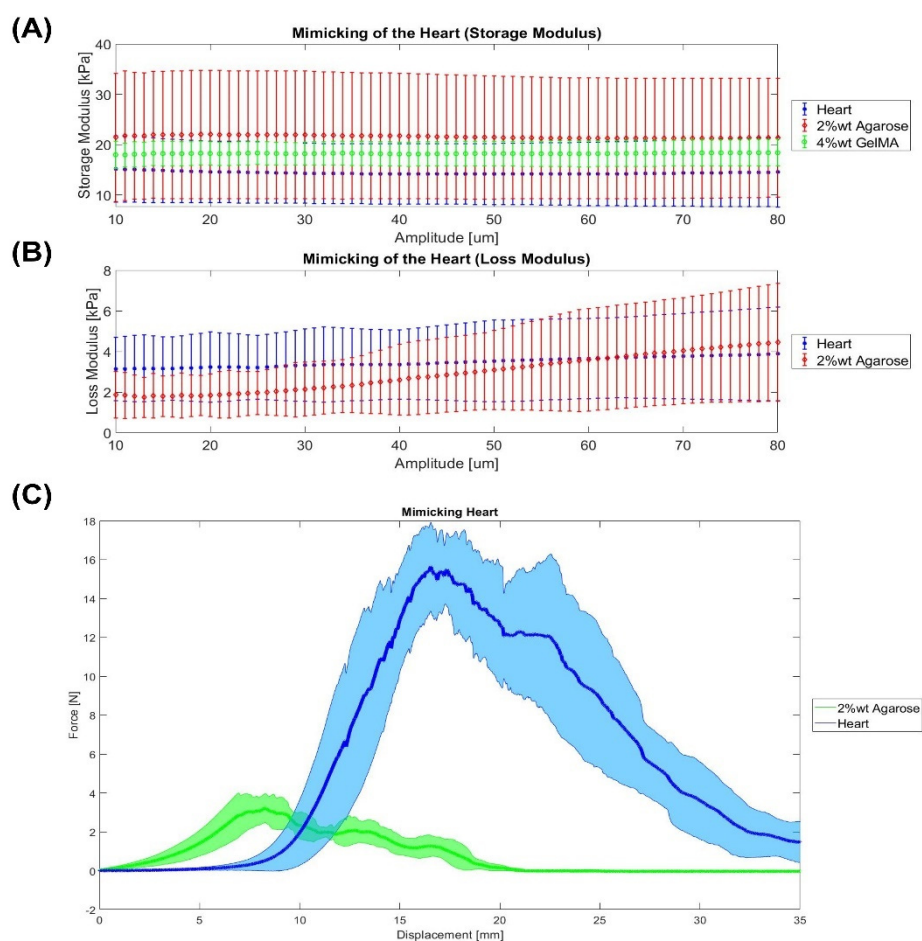 (A)
Mimicking of the Heart (Storage Modulus)
Storage Modulus [kPa]
40
30
20
10
10 20 30 40 50 60 70 80
Amplitude [um]
Heart
2%wt Agarose
4%wt GelMA
(B)
Mimicking of the Heart (Loss Modulus)
Loss Modulus [kPa]
8
6
4
2
0
10 20 30 40 50 60 70 80
Amplitude [um]
Heart
2%wt Agarose
(C)
Mimicking Heart
Force [N]
18
16
14
12
10
8
6
4
2
0
-2
0 5 10 15 20 25 30 35
Displacement [mm]
2%wt Agarose
Heart